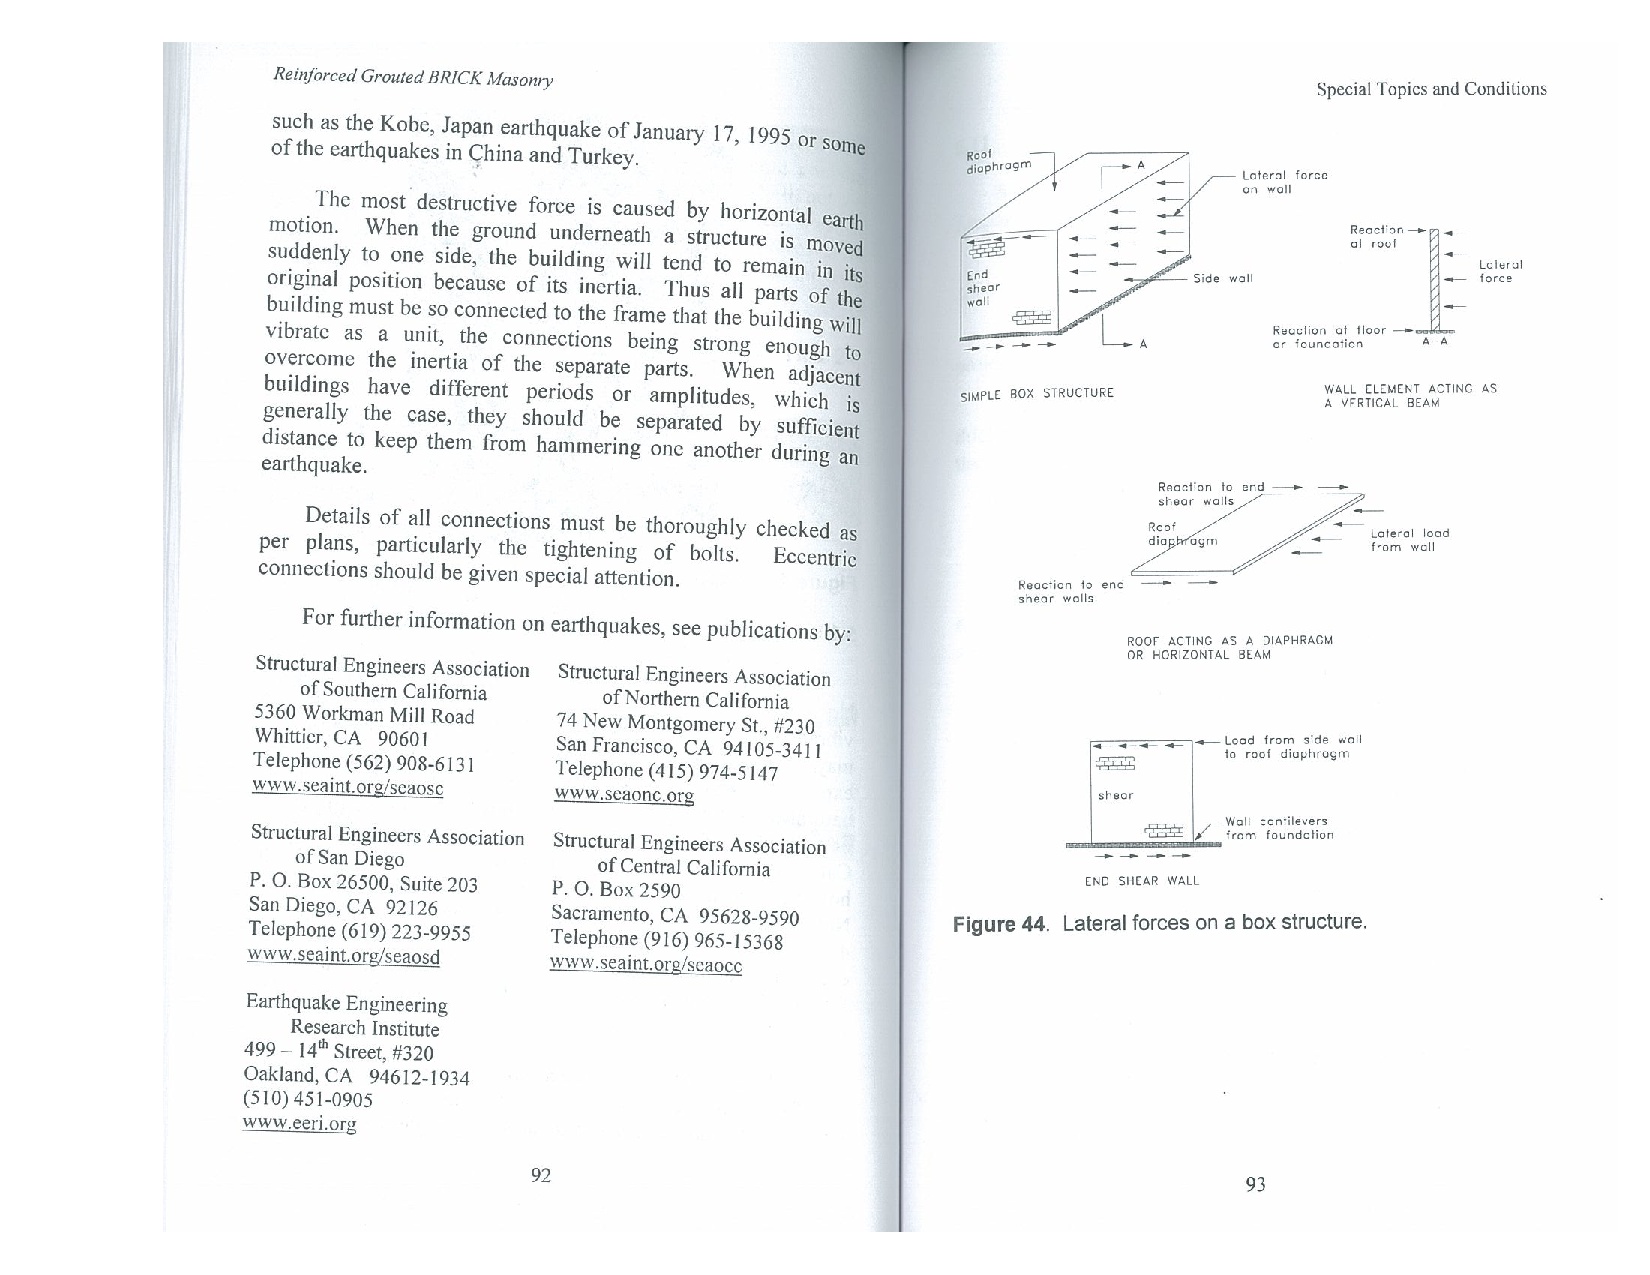 Reinforced Grouted BRICK Masonry
such as the Kobe, Japan earthquake of January 17, 1995 or some
of the earthquakes in China and Turkey.
The most destructive force is caused by horizontal earth
motion. When the ground underneath a structure is moved
suddenly to one side, the building will tend to remain in its
original position because of its inertia. Thus all parts of the
building must be so connected to the frame that the building will
vibrate as a unit, the connections being strong enough to
overcome the inertia of the separate parts. When adjacent
buildings have different periods or amplitudes, which is
generally the case, they should be separated by sufficient
distance to keep them from hammering one another during an
earthquake.
Details of all connections must be thoroughly checked as
per plans, particularly the tightening of bolts. Eccentric
connections should be given special attention.
For further information on earthquakes, see publications by:
Structural Engineers Association
of Southern California
5360 Workman Mill Road
Whittier, CA 90601
Telephone (562) 908-6131
www.seaint.org/seaosc
Structural Engineers Association
of Northern California
74 New Montgomery St., #230
San Francisco, CA 94105-3411
Telephone (415) 974-5147
www.seaonc.org
Structural Engineers Association
of San Diego
P. O. Box 26500, Suite 203
San Diego, CA 92126
Telephone (619) 223-9955
www.seaint.org/seaosd
Structural Engineers Association
of Central California
P. O. Box 2590
Sacramento, CA 95628-9590
Telephone (916) 965-15368
www.seaint.org/seaocc
Earthquake Engineering
Research Institute
499 – 14th Street, #320
Oakland, CA 94612-1934
(510) 451-0905
www.eeri.org
92
Special Topics and Conditions
Roof
diaphragm
A
Lateral force
on wall
End
shear
wall
Side wall
A
SIMPLE BOX STRUCTURE
Reaction
at roof
Lateral
force
Reaction at floor
or foundation
A A
WALL ELEMENT ACTING AS
A VERTICAL BEAM
Reaction to end
shear walls
Roof
diaphragm
Lateral load
from wall
Reaction to end
shear walls
ROOF ACTING AS A DIAPHRAGM
OR HORIZONTAL BEAM
Load from side wall
to roof diaphragm
shear
Wall cantilevers
from foundation
END SHEAR WALL
Figure 44. Lateral forces on a box structure.
93